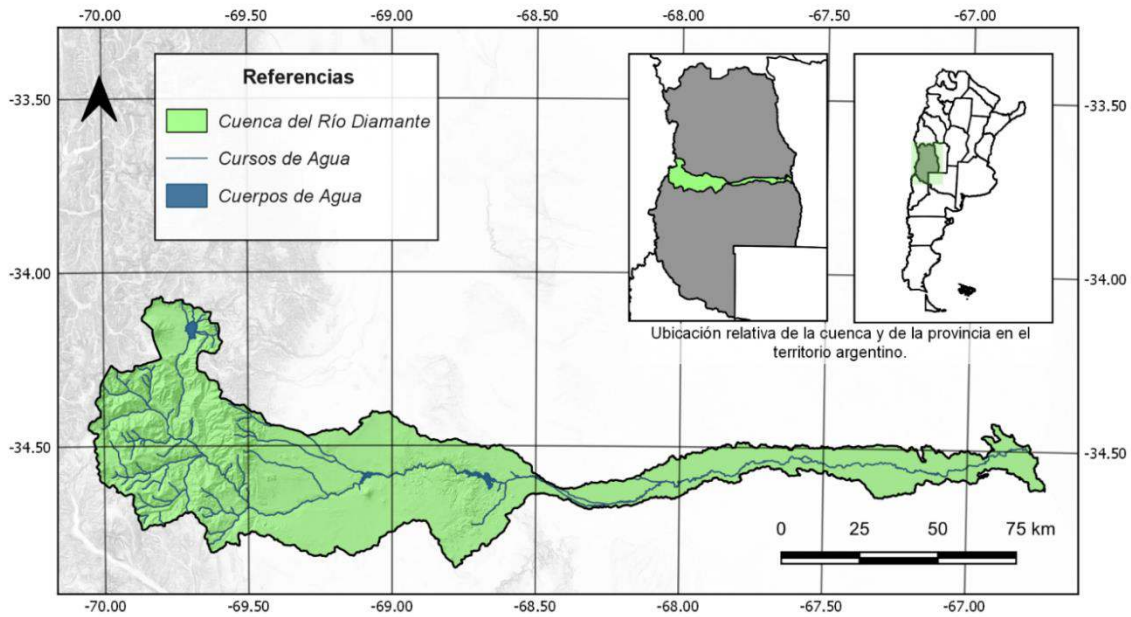 -70.00 -69.50 -69.00 -68.50 -68.00 -67.50 -67.00
Referencias
Cuenca del Río Diamante
Cursos de Agua
Cuerpos de Agua
-33.50 -33.50
-34.00 -34.00
Ubicación relativa de la cuenca y de la provincia en el
territorio argentino.
-34.50 -34.50
0 25 50 75 km
-70.00 -69.50 -69.00 -68.50 -68.00 -67.50 -67.00